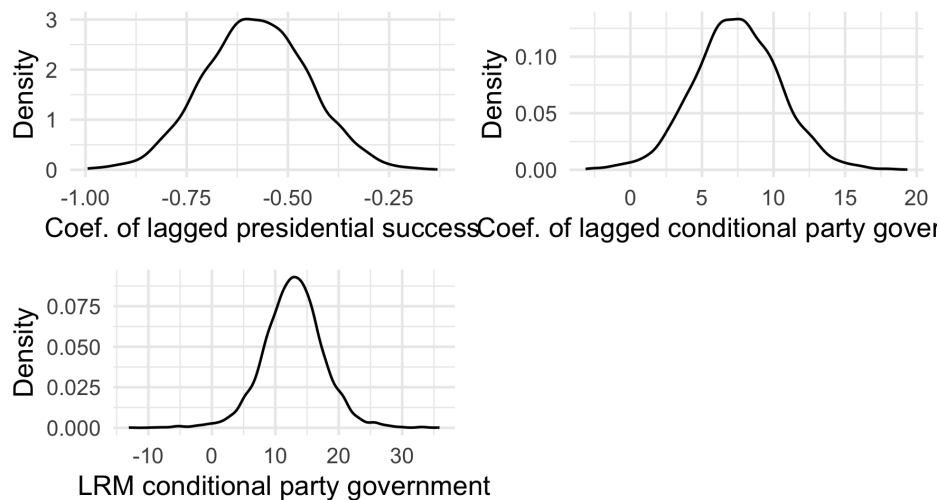 Density
3
2
1
0
-1.00 -0.75 -0.50 -0.25
Coef. of lagged presidential success
Density
0.10
0.05
0.00
0 5 10 15 20
Coef. of lagged conditional party gover
Density
0.075
0.050
0.025
0.000
-10 0 10 20 30
LRM conditional party government